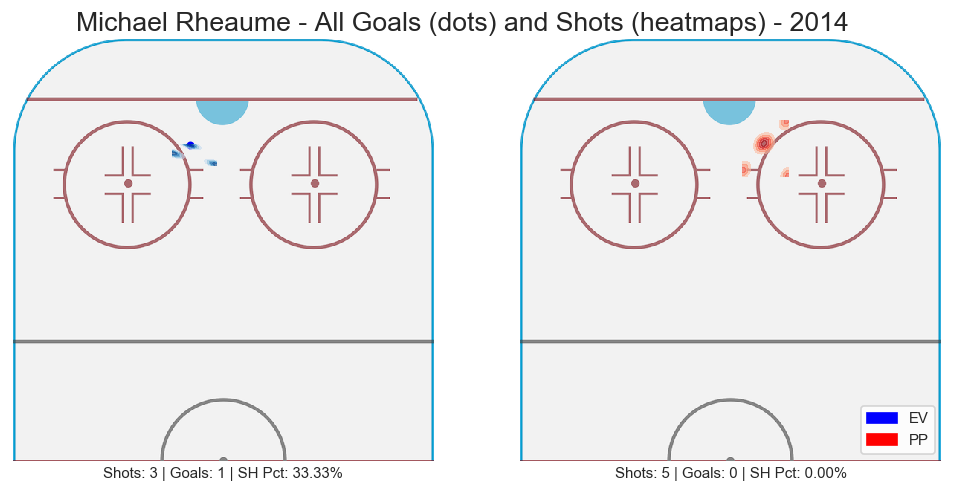 Michael Rheaume - All Goals (dots) and Shots (heatmaps) - 2014
EV
PP
Shots: 3 | Goals: 1 | SH Pct: 33.33%
Shots: 5 | Goals: 0 | SH Pct: 0.00%